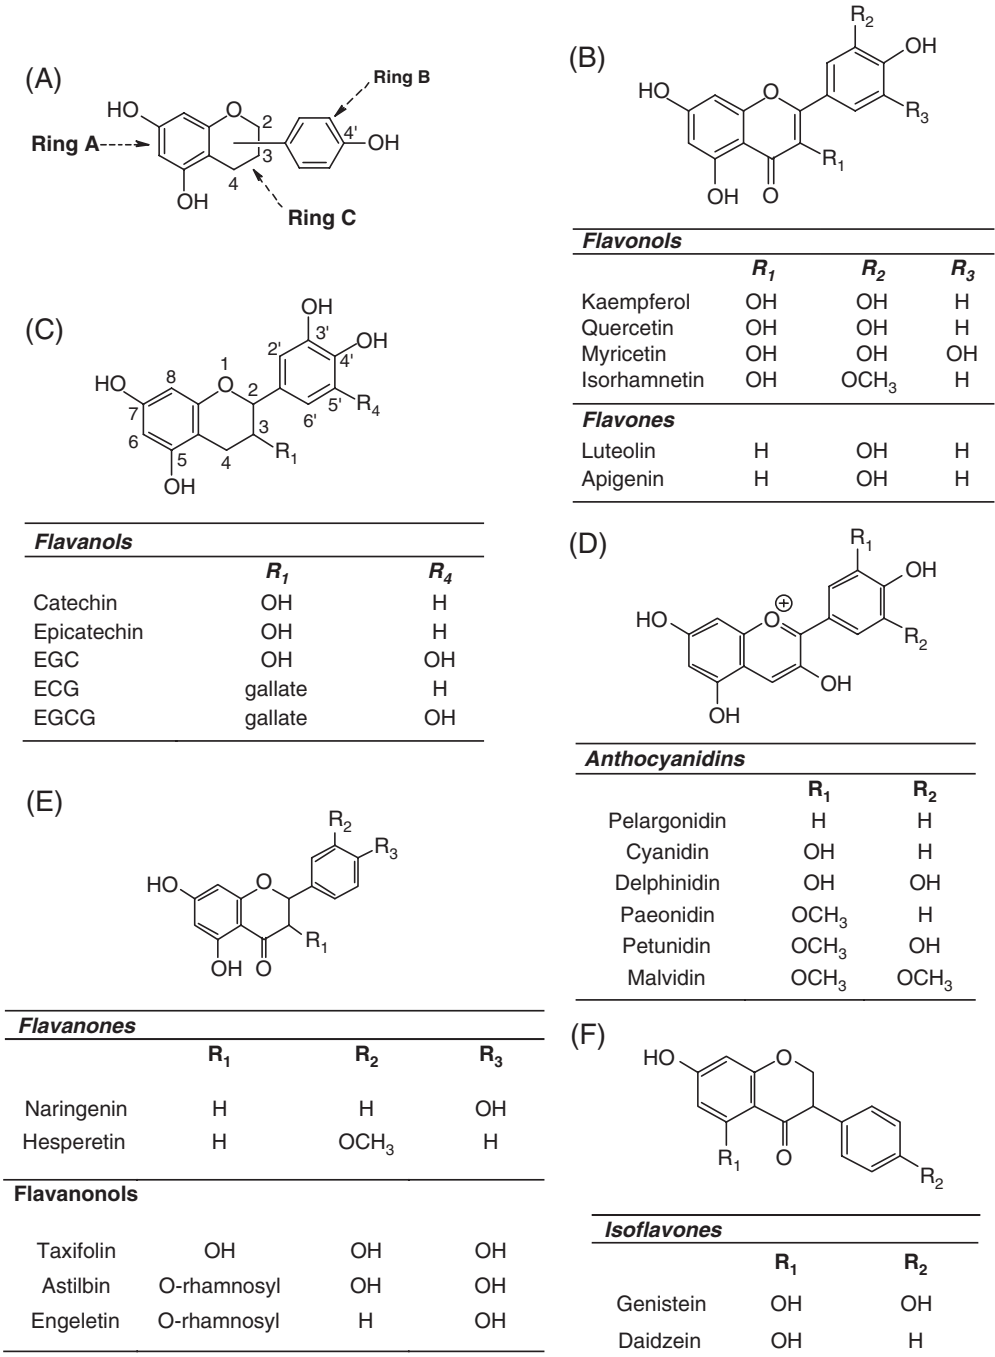 (A)
Ring B
HO
O
2
3
4
4'
OH
Ring A
OH
Ring C
(B)
R2
OH
HO
O
R3
R1
OH
O
Flavonols
R1 R2 R3
Kaempferol OH OH H
Quercetin OH OH H
Myricetin OH OH OH
Isorhamnetin OH OCH3 H
Flavones
Luteolin H OH H
Apigenin H OH H
(C)
OH
3'
OH
2'
4'
1
HO
8
O
2
5'
R4
7
6'
3
6
R1
5
4
OH
Flavanols
R1 R4
Catechin OH H
Epicatechin OH H
EGC OH OH
ECG gallate H
EGCG gallate OH
(D)
R1
OH
+
HO
O
R2
OH
OH
Anthocyanidins
R1 R2
Pelargonidin H H
Cyanidin OH H
Delphinidin OH OH
Paeonidin OCH3 H
Petunidin OCH3 OH
Malvidin OCH3 OCH3
(E)
R2
R3
HO
O
R1
OH O
Flavanones
R1 R2 R3
Naringenin H H OH
Hesperetin H OCH3 H
Flavanonols
Taxifolin OH OH OH
Astilbin O-rhamnosyl OH OH
Engeletin O-rhamnosyl H OH
(F)
HO
O
R1
O
R2
Isoflavones
R1 R2
Genistein OH OH
Daidzein OH H